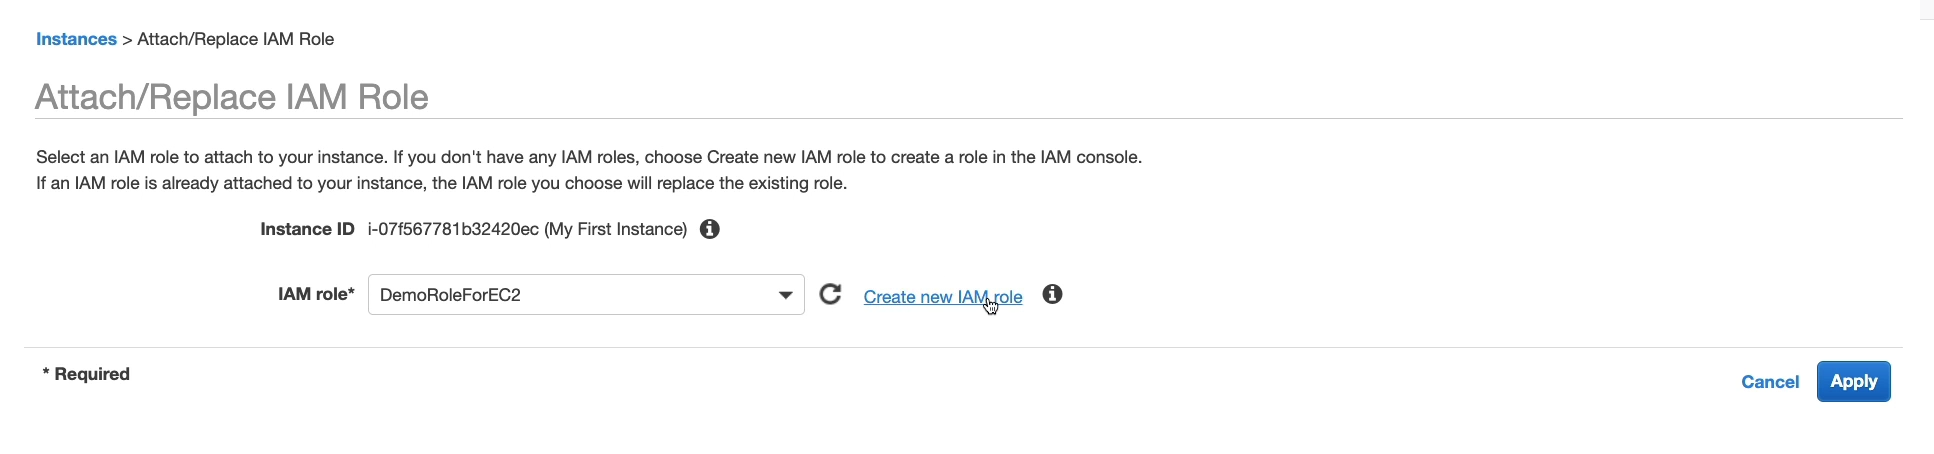 Instances > Attach/Replace IAM Role
Attach/Replace IAM Role
Select an IAM role to attach to your instance. If you don't have any IAM roles, choose Create new IAM role to create a role in the IAM console.
If an IAM role is already attached to your instance, the IAM role you choose will replace the existing role.
Instance ID i-07f567781b32420ec (My First Instance)
IAM role* DemoRoleForEC2 Create new IAM role
* Required
Cancel Apply